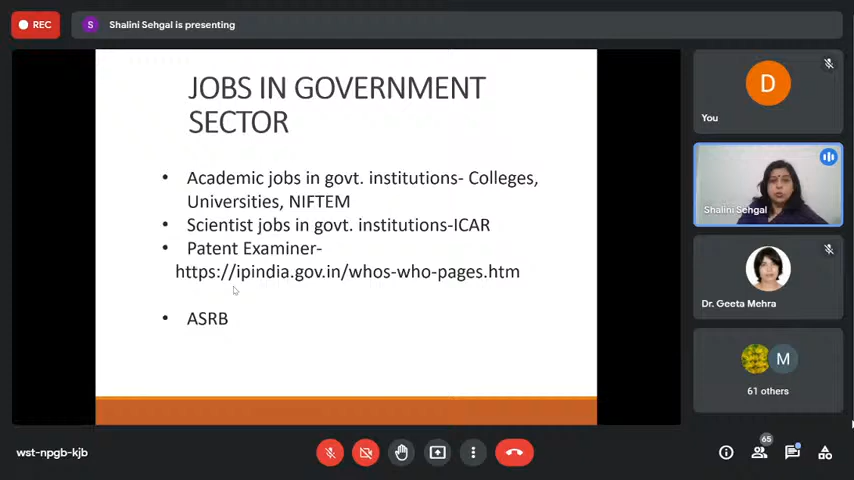 REC
S
Shalini Sehgal is presenting
JOBS IN GOVERNMENT
SECTOR
• Academic jobs in govt. institutions- Colleges,
Universities, NIFTEM
• Scientist jobs in govt. institutions-ICAR
• Patent Examiner-
https://ipindia.gov.in/whos-who-pages.htm
• ASRB
D
You
Shalini Sehgal
Dr. Geeta Mehra
M
61 others
wst-npgb-kjb
65